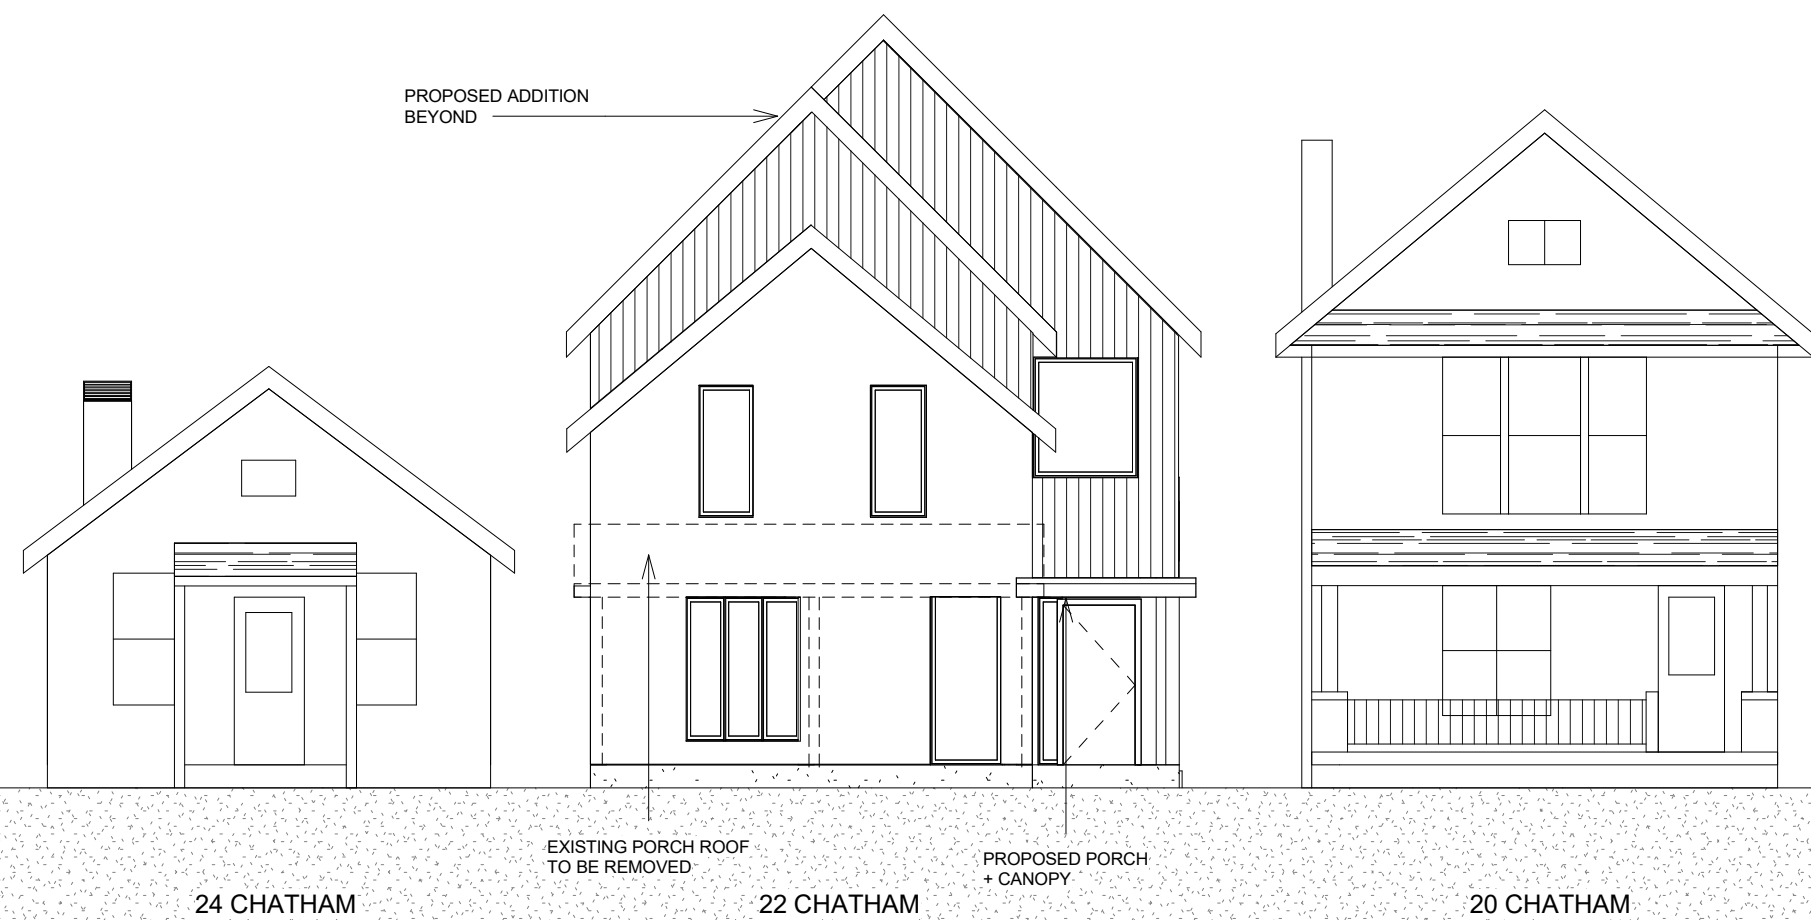 PROPOSED ADDITION
BEYOND
EXISTING PORCH ROOF
TO BE REMOVED
PROPOSED PORCH
+ CANOPY
24 CHATHAM
22 CHATHAM
20 CHATHAM